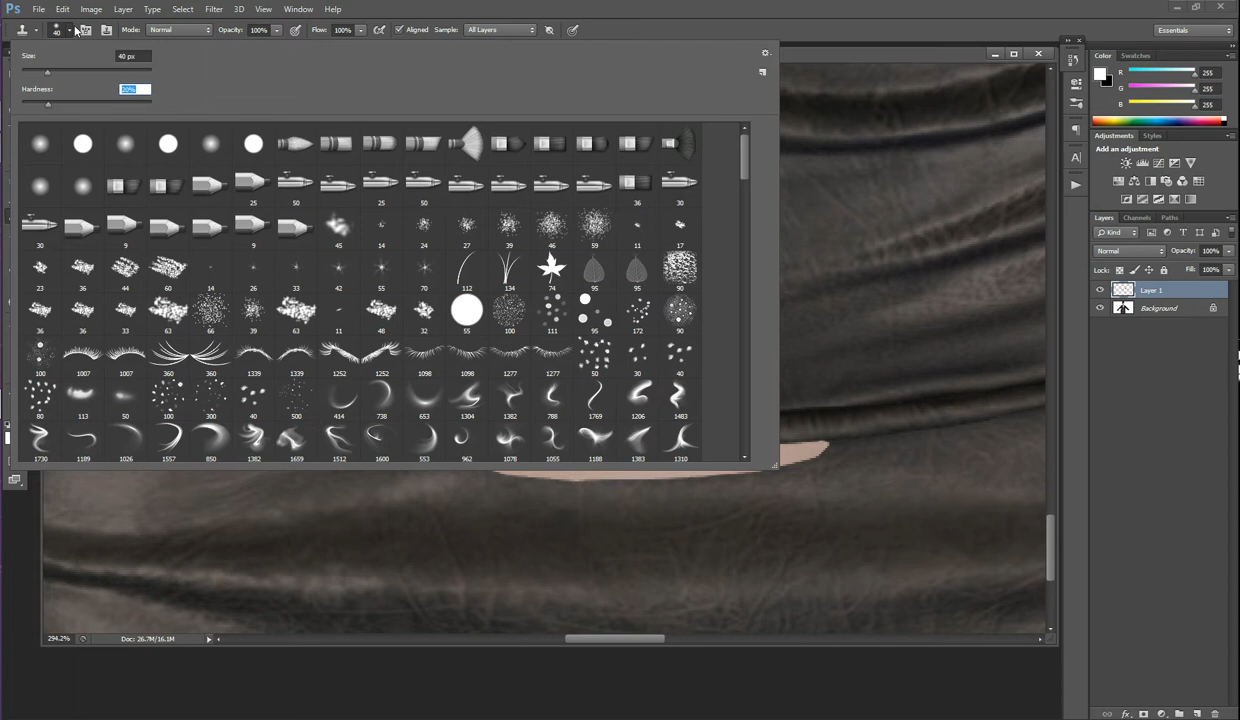 Ps File Edit Image Layer Type Select Filter 3D View Window Help
40 Mode: Normal Opacity: 100% Flow: 100% Aligned Sample: All Layers Essentials
Size: 40 px
Hardness: 20%
25 50 25 50 36 30
30 9 9 45 14 24 27 39 46 59 11 17
23 36 44 60 14 26 33 42 55 70 112 134 74 95 95 90
36 36 33 63 66 39 63 11 48 32 55 100 111 95 172 90
100 1007 1007 360 360 1339 1339 1252 1252 1098 1098 1277 1277 50 30 40
80 113 50 100 300 40 500 414 738 653 1304 1382 788 1769 1206 1483
1730 1189 1026 1557 850 1382 1659 1512 1600 553 962 1078 1055 1188 1383 1310
294.2% Doc: 26.7M/16.1M
Color Swatches
R 255
G 255
B 255
Adjustments Styles
Add an adjustment
Layers Channels Paths
Kind
Normal Opacity: 100%
Lock: Fill: 100%
Layer 1
Background